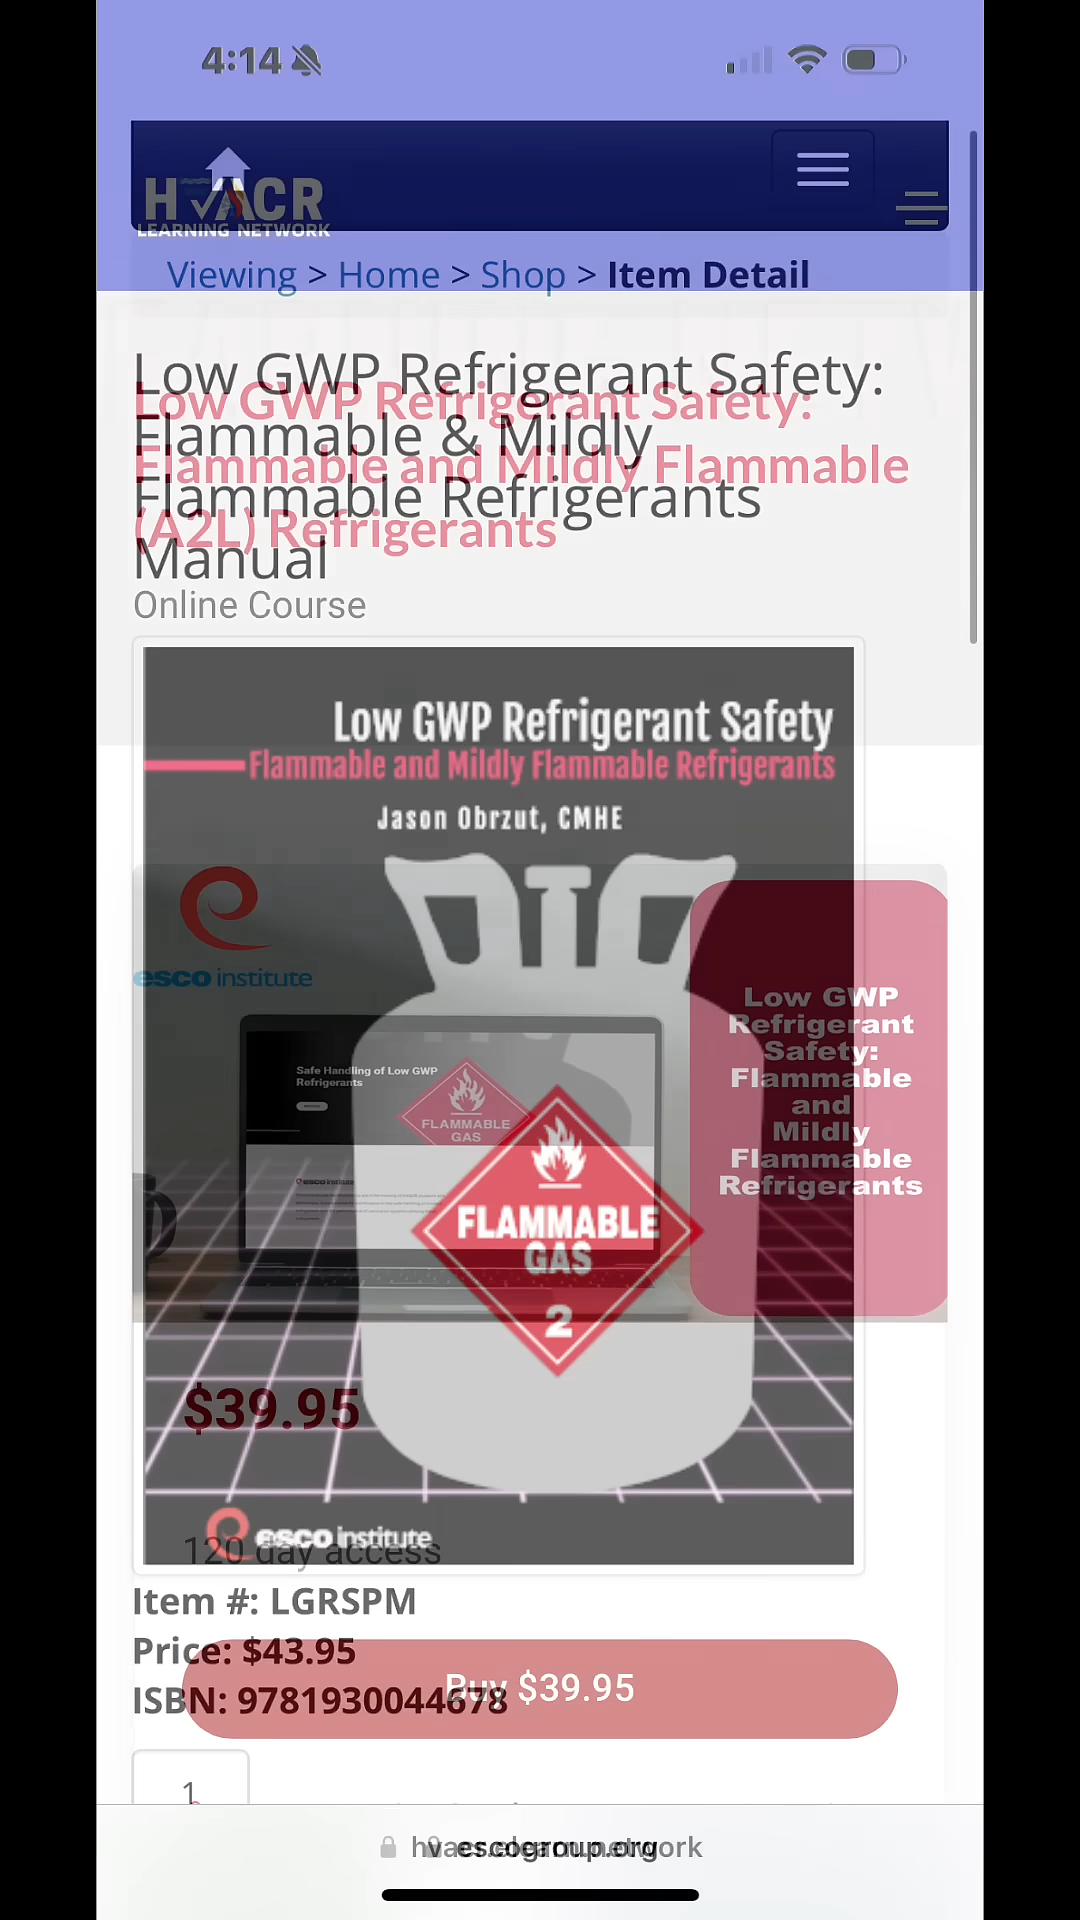 4:14
HVACR
LEARNING NETWORK
Viewing > Home > Shop > Item Detail
Low GWP Refrigerant Safety:
Flammable & Mildly
Flammable Refrigerants
Manual
Low GWP Refrigerant Safety:
Flammable and Mildly Flammable
(A2L) Refrigerants
Online Course
Low GWP Refrigerant Safety
Flammable and Mildly Flammable Refrigerants
Jason Obrzut, CMHE
esco institute
Safe Handling of Low GWP
Refrigerants
FLAMMABLE
GAS
esco institute
Low GWP
Refrigerant
Safety:
Flammable
and
Mildly
Flammable
Refrigerants
FLAMMABLE
GAS
2
$39.95
esco institute
120 day access
Item #: LGRSPM
Price: $43.95
Buy $39.95
ISBN: 9781930044678
1
escogroup.org